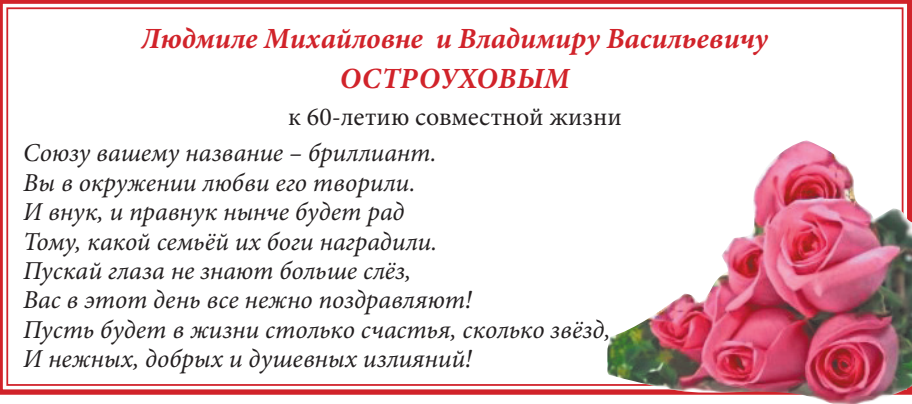 Людмиле Михайловне и Владимиру Васильевичу
ОСТРОУХОВЫМ
к 60-летию совместной жизни
Союзу вашему название – бриллиант.
Вы в окружении любви его творили.
И внук, и правнук нынче будет рад
Тому, какой семьёй их боги наградили.
Пускай глаза не знают больше слёз,
Вас в этот день все нежно поздравляют!
Пусть будет в жизни столько счастья, сколько звёзд,
И нежных, добрых и душевных излияний!